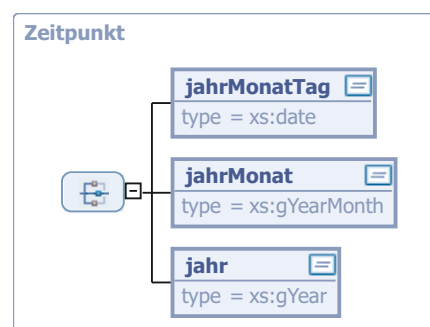 Zeitpunkt
jahrMonatTag
type = xs:date
jahrMonat
type = xs:gYearMonth
jahr
type = xs:gYear